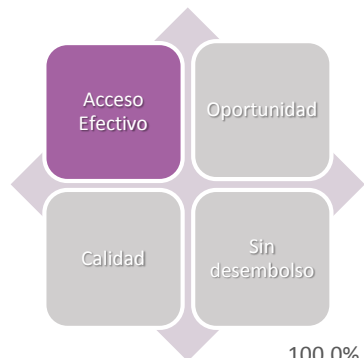 Acceso
Efectivo
Oportunidad
Calidad
Sin
desembolso
100.0%